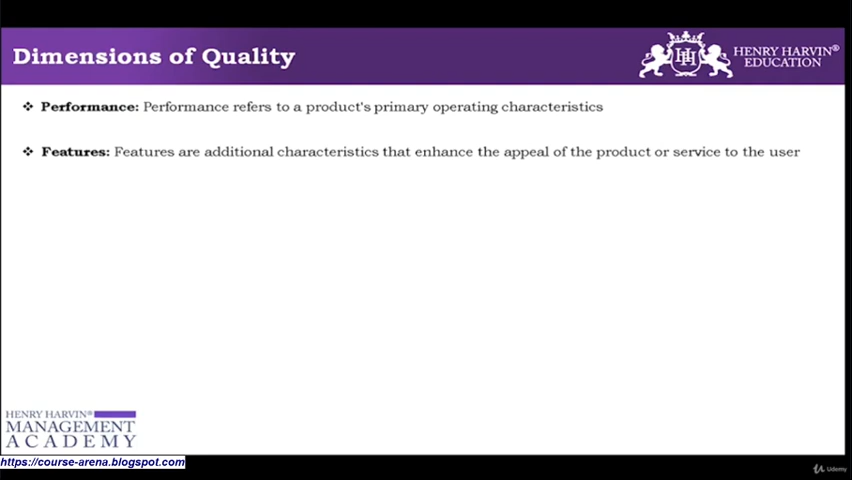 Dimensions of Quality
HENRY HARVIN®
EDUCATION
❖ Performance: Performance refers to a product's primary operating characteristics
❖ Features: Features are additional characteristics that enhance the appeal of the product or service to the user
HENRY HARVIN®
MANAGEMENT
ACADEMY
https://course-arena.blogspot.com
Udemy